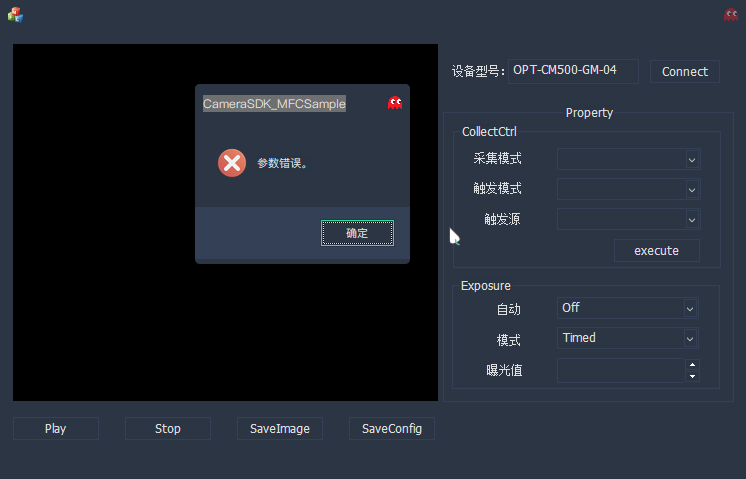 CameraSDK_MFCSample
参数错误。
确定
设备型号：
OPT-CM500-GM-04
Connect
Property
CollectCtrl
采集模式
触发模式
触发源
execute
Exposure
自动
Off
模式
Timed
曝光值
Play
Stop
SaveImage
SaveConfig